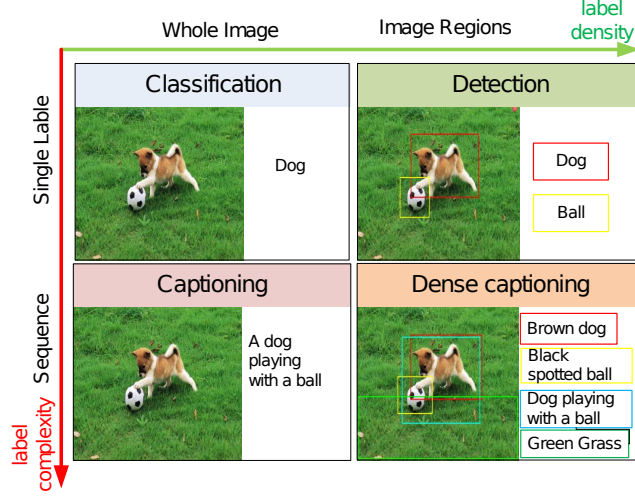 Whole Image
Image Regions
label
density
Single Lable
Classification
Dog
Detection
Dog
Ball
Sequence
Captioning
A dog
playing
with a ball
Dense captioning
Brown dog
Black
spotted ball
Dog playing
with a ball
Green Grass
label
complexity